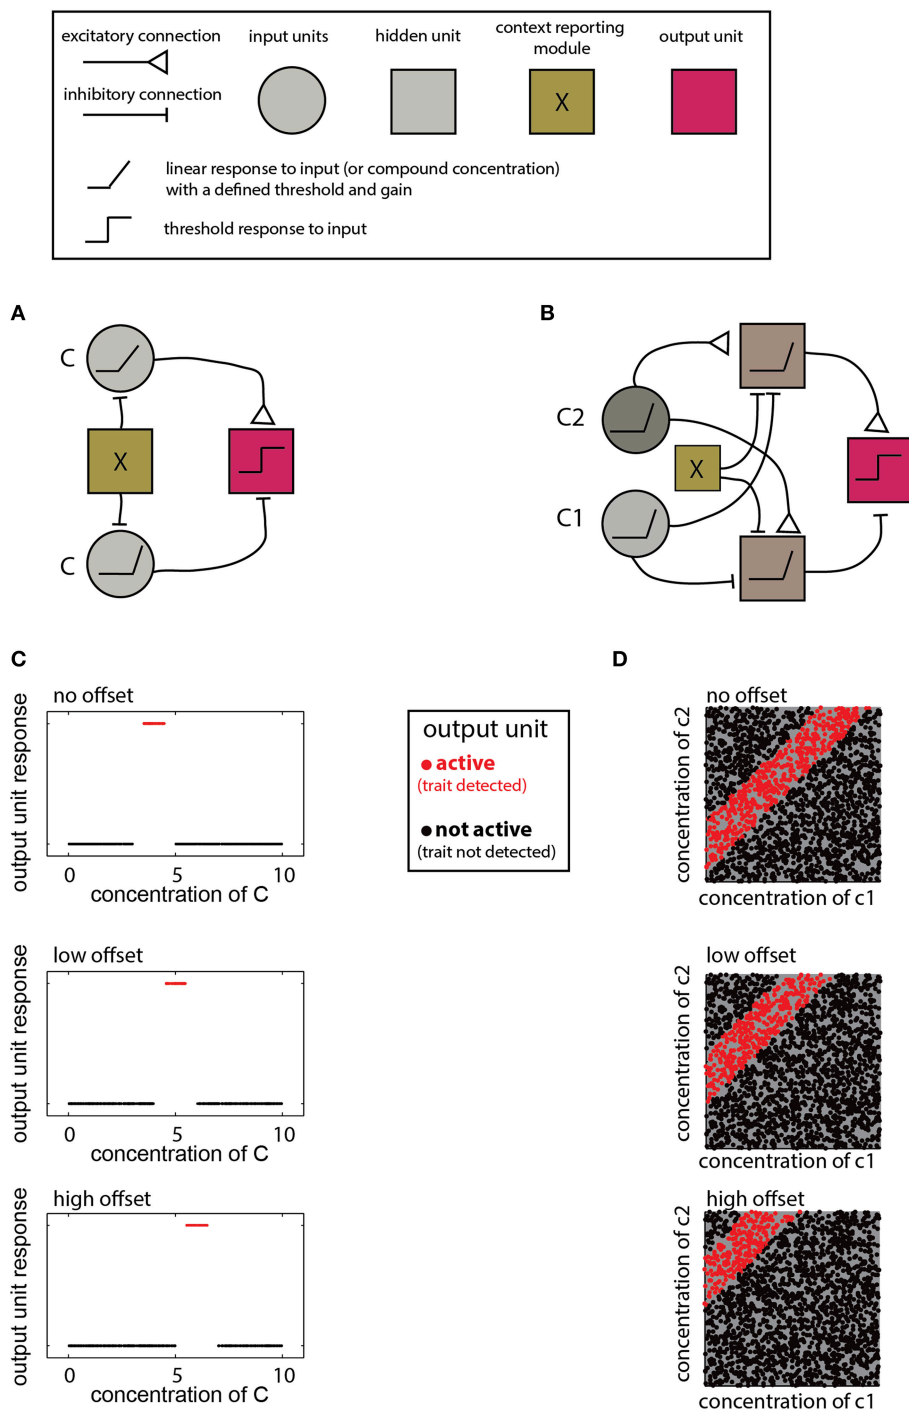 excitatory connection
input units
hidden unit
context reporting
module
output unit
inhibitory connection
X
linear response to input (or compound concentration)
with a defined threshold and gain
threshold response to input
A
B
C
X
C
C2
X
C1
C
D
no offset
output unit response
0
5
10
concentration of C
output unit
active
(trait detected)
not active
(trait not detected)
no offset
concentration of c2
concentration of c1
low offset
output unit response
0
5
10
concentration of C
low offset
concentration of c2
concentration of c1
high offset
output unit response
0
5
10
concentration of C
high offset
concentration of c2
concentration of c1